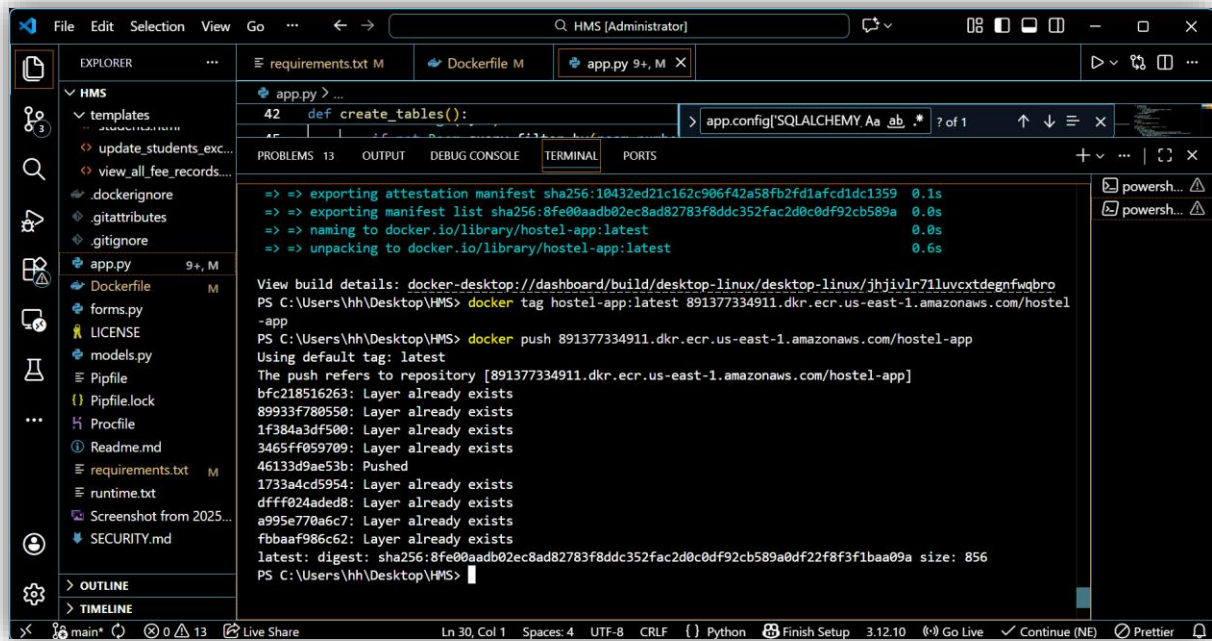 File Edit Selection View Go ··· HMS [Administrator]
EXPLORER ···
HMS
templates
students.html
update_students_exc...
view_all_fee_records....
.dockerignore
.gitattributes
.gitignore
app.py 9+, M
Dockerfile M
forms.py
LICENSE
models.py
Pipfile
Pipfile.lock
Procfile
Readme.md
requirements.txt M
runtime.txt
Screenshot from 2025...
SECURITY.md
OUTLINE
TIMELINE
requirements.txt M Dockerfile M app.py 9+, M
app.py > ...
42 def create_tables():
app.config['SQLALCHEMY Aa ab .* ? of 1
PROBLEMS 13 OUTPUT DEBUG CONSOLE TERMINAL PORTS
=> => exporting attestation manifest sha256:10432ed21c162c906f42a58fb2fd1afcd1dc1359 0.1s
=> => exporting manifest list sha256:8fe00aadb02ec8ad82783f8ddc352fac2d0c0df92cb589a 0.0s
=> => naming to docker.io/library/hostel-app:latest 0.0s
=> => unpacking to docker.io/library/hostel-app:latest 0.6s
View build details: docker-desktop://dashboard/build/desktop-linux/desktop-linux/jhjivlr71luvcxtdegnfwqbro
PS C:\Users\hh\Desktop\HMS> docker tag hostel-app:latest 891377334911.dkr.ecr.us-east-1.amazonaws.com/hostel
-app
PS C:\Users\hh\Desktop\HMS> docker push 891377334911.dkr.ecr.us-east-1.amazonaws.com/hostel-app
Using default tag: latest
The push refers to repository [891377334911.dkr.ecr.us-east-1.amazonaws.com/hostel-app]
bfc218516263: Layer already exists
89933f780550: Layer already exists
1f384a3df500: Layer already exists
3465ff059709: Layer already exists
46133d9ae53b: Pushed
1733a4cd5954: Layer already exists
dfff024aded8: Layer already exists
a995e770a6c7: Layer already exists
fbbaaf986c62: Layer already exists
latest: digest: sha256:8fe00aadb02ec8ad82783f8ddc352fac2d0c0df92cb589a0df22f8f3f1baa09a size: 856
PS C:\Users\hh\Desktop\HMS>
powersh...
powersh...
main* 0 13 Live Share Ln 30, Col 1 Spaces: 4 UTF-8 CRLF { } Python Finish Setup 3.12.10 Go Live Continue (NE) Prettier